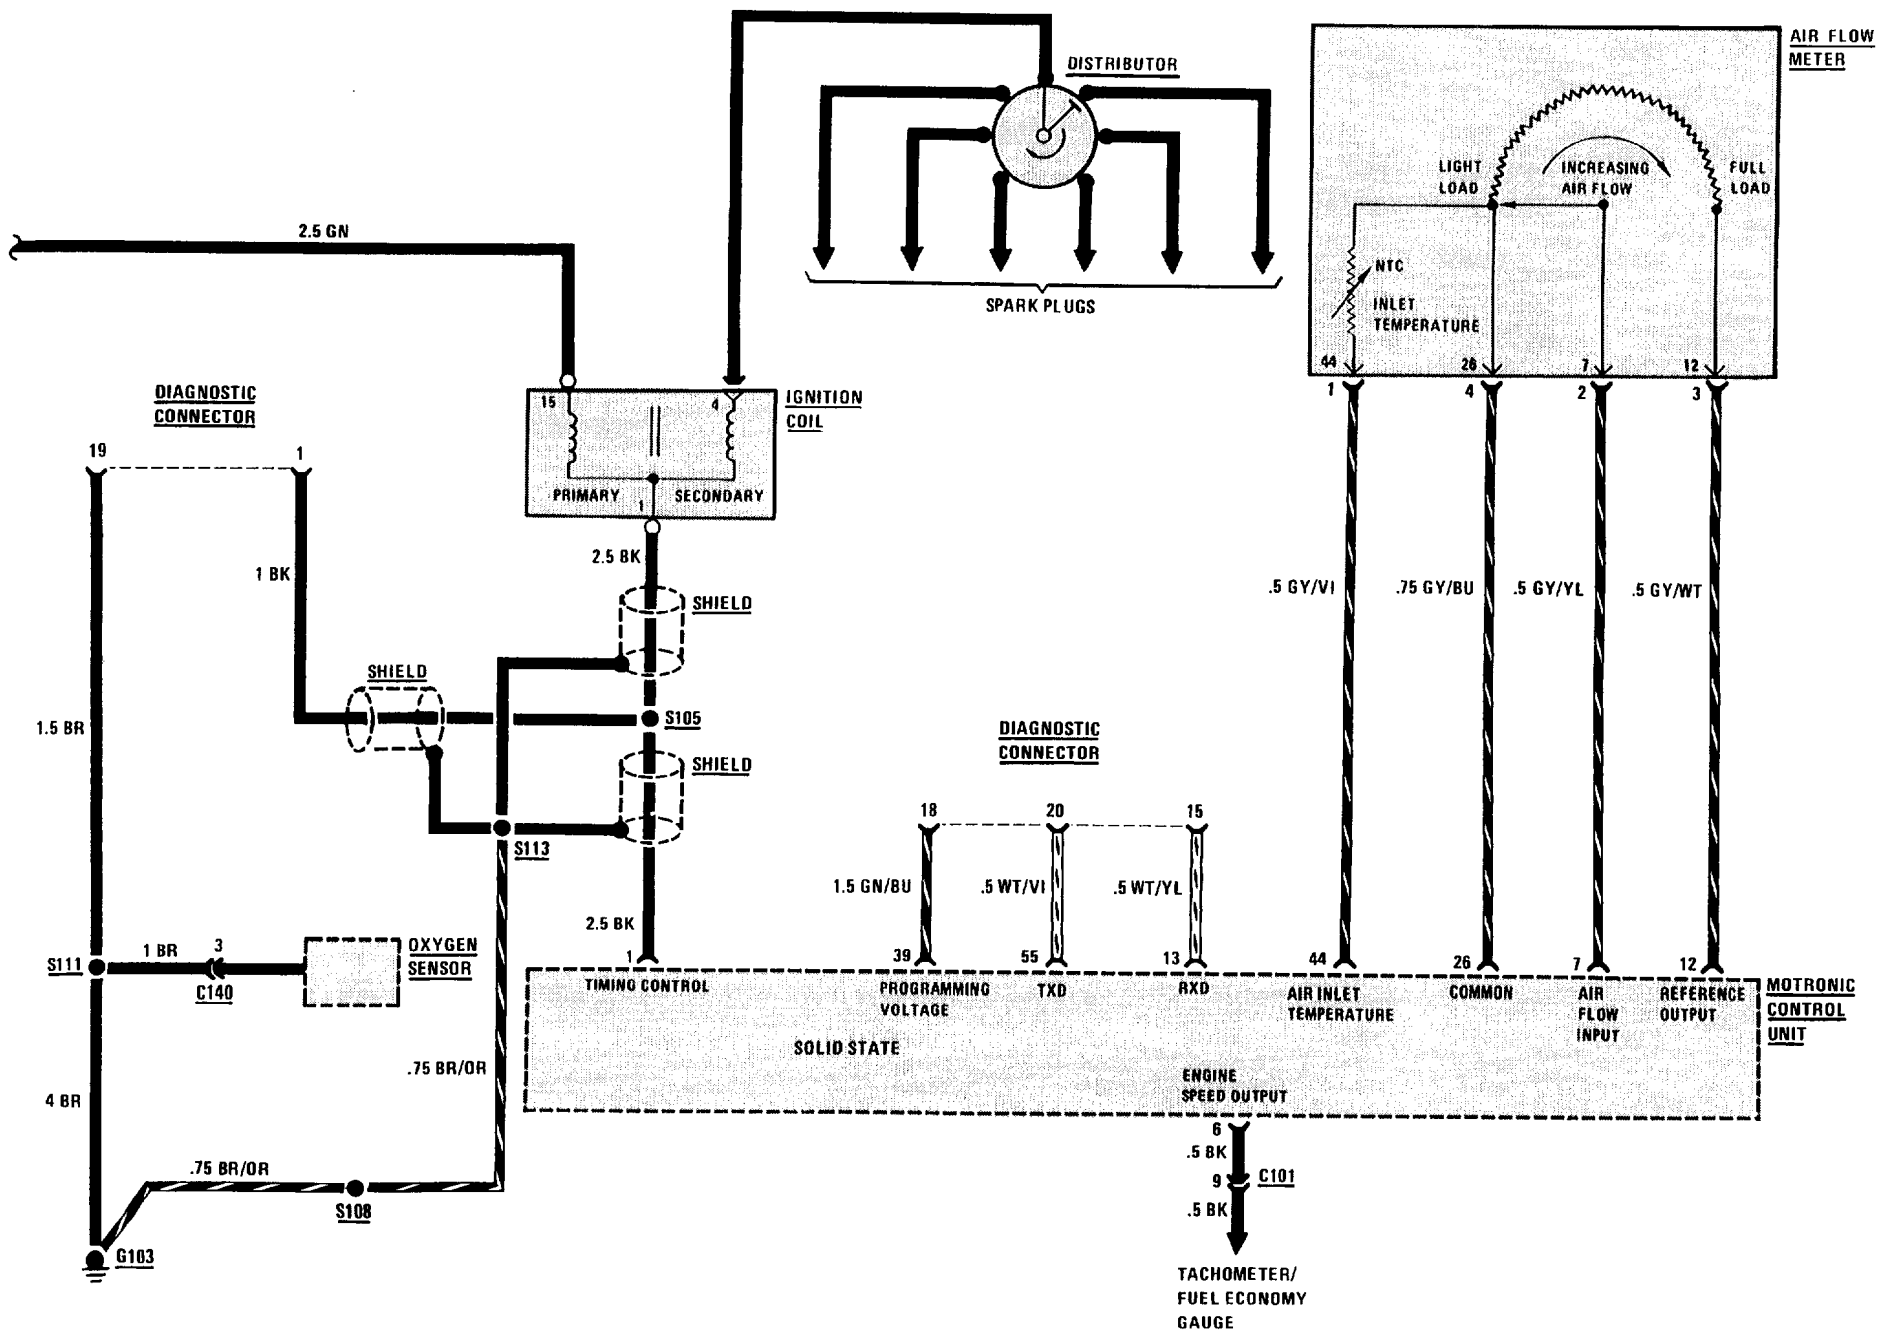 AIR FLOW
METER
DISTRIBUTOR
LIGHT
LOAD
INCREASING
AIR FLOW
FULL
LOAD
2.5 GN
NTC
INLET
TEMPERATURE
SPARK PLUGS
44
26
7
12
1
4
2
3
DIAGNOSTIC
CONNECTOR
15
4
IGNITION
COIL
19
1
PRIMARY
SECONDARY
1
2.5 BK
1 BK
SHIELD
.5 GY/VI
.75 GY/BU
.5 GY/YL
.5 GY/WT
SHIELD
S105
1.5 BR
DIAGNOSTIC
CONNECTOR
SHIELD
18
20
15
S113
1.5 GN/BU
.5 WT/VI
.5 WT/YL
2.5 BK
S111
1 BR
3
C140
OXYGEN
SENSOR
1
39
55
13
44
26
7
12
TIMING CONTROL
PROGRAMMING
VOLTAGE
TXD
RXD
AIR INLET
TEMPERATURE
COMMON
AIR
FLOW
INPUT
REFERENCE
OUTPUT
MOTRONIC
CONTROL
UNIT
SOLID STATE
.75 BR/OR
4 BR
ENGINE
SPEED OUTPUT
6
.5 BK
9
C101
.5 BK
.75 BR/OR
S108
G103
TACHOMETER/
FUEL ECONOMY
GAUGE